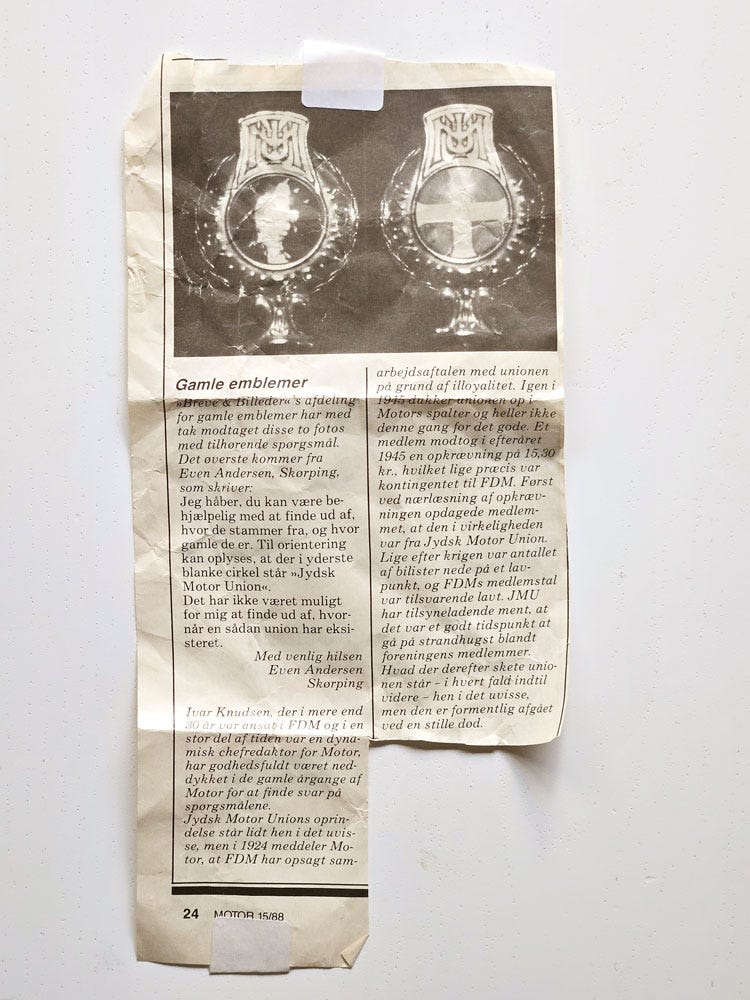 Gamle emblemer
»Breve & Billeder«'s afdeling
for gamle emblemer har med
tak modtaget disse to fotos
med tilhørende spørgsmål.
Det øverste kommer fra
Even Andersen, Skørping,
som skriver:
Jeg håber, du kan være be-
hjælpelig med at finde ud af,
hvor de stammer fra, og hvor
gamle de er. Til orientering
kan oplyses, at der i yderste
blanke cirkel står »Jydsk
Motor Union«.
Det har ikke været muligt
for mig at finde ud af, hvor-
når en sådan union har eksi-
steret.
Med venlig hilsen
Even Andersen
Skørping
Ivar Knudsen, der i mere end
30 år var ansat i FDM og i en
stor del af tiden var en dyna-
misk chefredaktør for Motor,
har godhedsfuldt været ned-
dykket i de gamle årgange af
Motor for at finde svar på
spørgsmålene.
Jydsk Motor Unions oprin-
delse står lidt hen i det uvis-
se, men i 1924 meddeler Mo-
tor, at FDM har opsagt sam-
arbejdsaftalen med unionen
på grund af illoyalitet. Igen i
1945 dukker unionen op i
Motors spalter og heller ikke
denne gang for det gode. Et
medlem modtog i efteråret
1945 en opkrævning på 15,30
kr., hvilket lige præcis var
kontingentet til FDM. Først
ved nærlæsning af opkræv-
ningen opdagede medlem-
met, at den i virkeligheden
var fra Jydsk Motor Union.
Lige efter krigen var antallet
af bilister nede på et lav-
punkt, og FDMs medlemstal
var tilsvarende lavt. JMU
har tilsyneladende ment, at
det var et godt tidspunkt at
gå på strandhugst blandt
foreningens medlemmer.
Hvad der derefter skete unio-
nen står - i hvert fald indtil
videre - hen i det uvisse,
men den er formentlig afgået
ved en stille død.
24 MOTOR 15/88